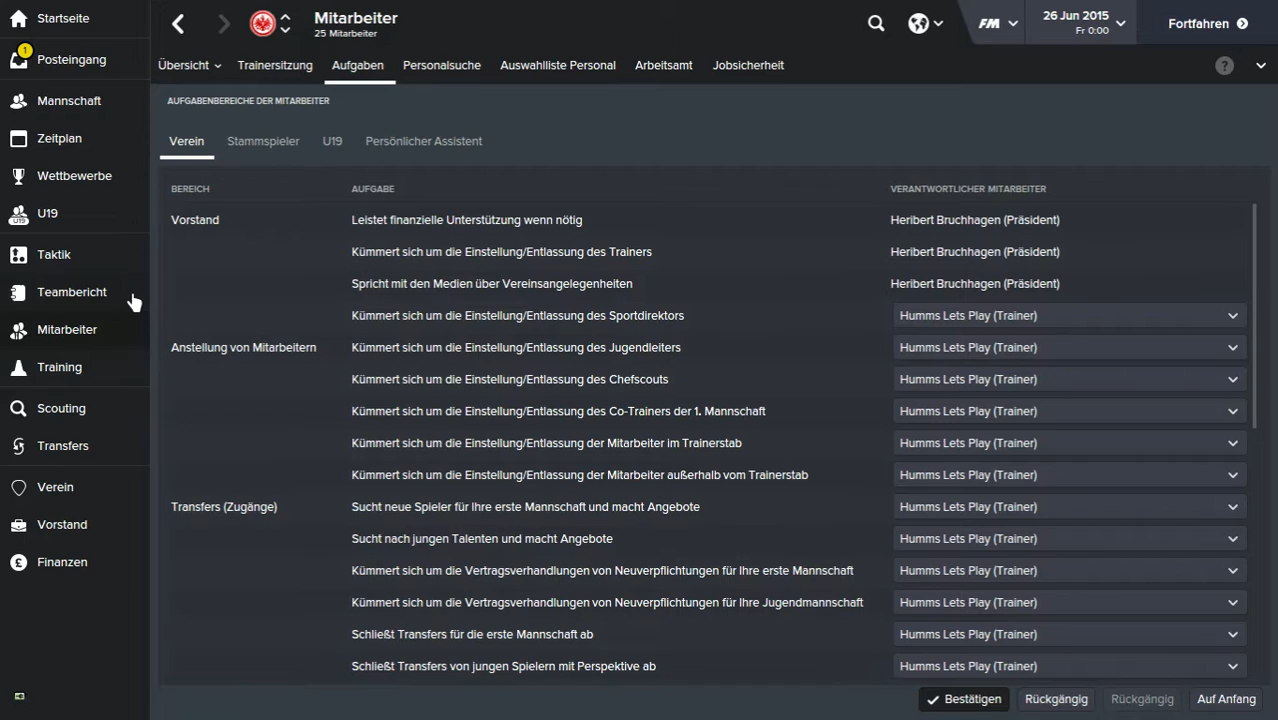 Startseite
1
Posteingang
Mannschaft
Zeitplan
Wettbewerbe
U19
U19
Taktik
Teambericht
Mitarbeiter
Training
Scouting
Transfers
Verein
Vorstand
Finanzen
Mitarbeiter
25 Mitarbeiter
FM
26 Jun 2015
Fr 0:00
Fortfahren
Übersicht
Trainersitzung
Aufgaben
Personalsuche
Auswahlliste Personal
Arbeitsamt
Jobsicherheit
?
AUFGABENBEREICHE DER MITARBEITER
Verein
Stammspieler
U19
Persönlicher Assistent
BEREICH AUFGABE VERANTWORTLICHER MITARBEITER
Vorstand Leistet finanzielle Unterstützung wenn nötig Heribert Bruchhagen (Präsident)
Kümmert sich um die Einstellung/Entlassung des Trainers Heribert Bruchhagen (Präsident)
Spricht mit den Medien über Vereinsangelegenheiten Heribert Bruchhagen (Präsident)
Kümmert sich um die Einstellung/Entlassung des Sportdirektors Humms Lets Play (Trainer)
Anstellung von Mitarbeitern Kümmert sich um die Einstellung/Entlassung des Jugendleiters Humms Lets Play (Trainer)
Kümmert sich um die Einstellung/Entlassung des Chefscouts Humms Lets Play (Trainer)
Kümmert sich um die Einstellung/Entlassung des Co-Trainers der 1. Mannschaft Humms Lets Play (Trainer)
Kümmert sich um die Einstellung/Entlassung der Mitarbeiter im Trainerstab Humms Lets Play (Trainer)
Kümmert sich um die Einstellung/Entlassung der Mitarbeiter außerhalb vom Trainerstab Humms Lets Play (Trainer)
Transfers (Zugänge) Sucht neue Spieler für Ihre erste Mannschaft und macht Angebote Humms Lets Play (Trainer)
Sucht nach jungen Talenten und macht Angebote Humms Lets Play (Trainer)
Kümmert sich um die Vertragsverhandlungen von Neuverpflichtungen für Ihre erste Mannschaft Humms Lets Play (Trainer)
Kümmert sich um die Vertragsverhandlungen von Neuverpflichtungen für Ihre Jugendmannschaft Humms Lets Play (Trainer)
Schließt Transfers für die erste Mannschaft ab Humms Lets Play (Trainer)
Schließt Transfers von jungen Spielern mit Perspektive ab Humms Lets Play (Trainer)
Bestätigen
Rückgängig
Rückgängig
Auf Anfang